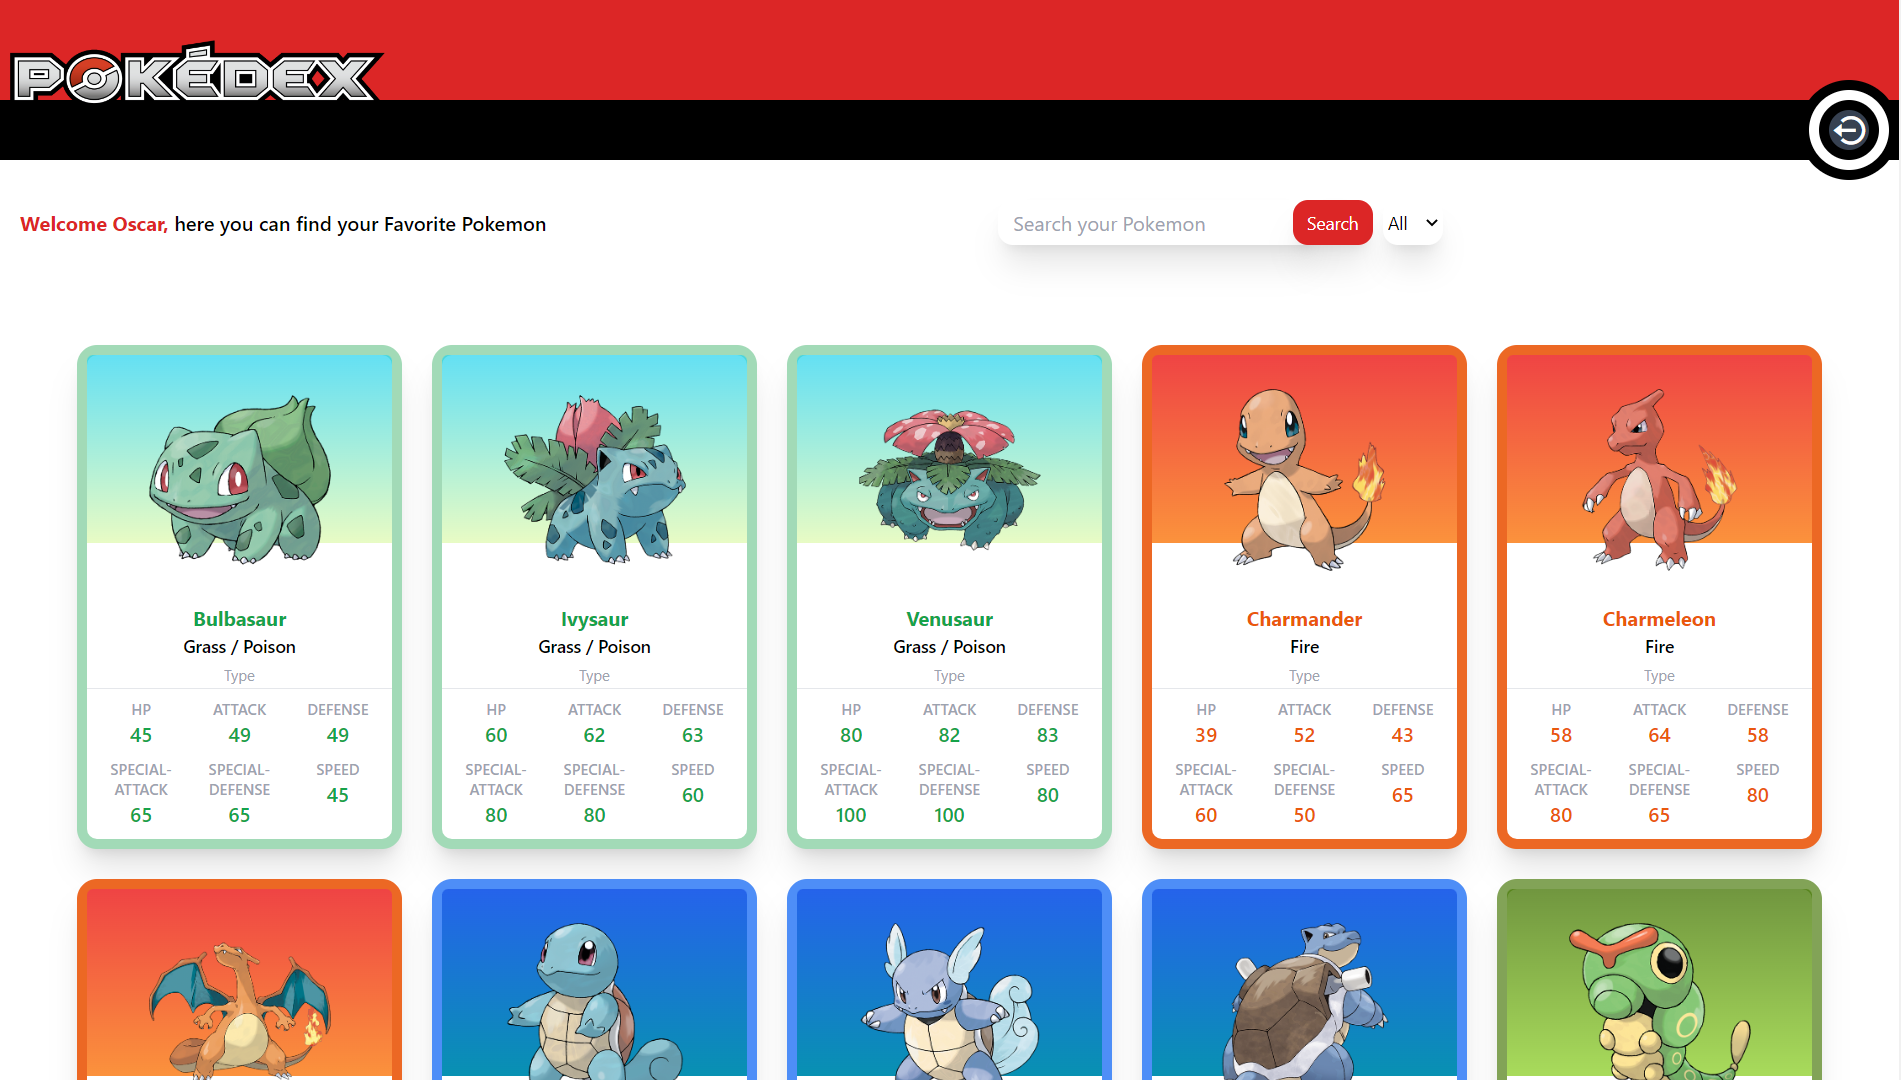 POKÉDEX
Welcome Oscar, here you can find your Favorite Pokemon
Search your Pokemon
Search
All
Bulbasaur
Grass / Poison
Type
HP ATTACK DEFENSE
45 49 49
SPECIAL-ATTACK SPECIAL-DEFENSE SPEED
65 65 45
Ivysaur
Grass / Poison
Type
HP ATTACK DEFENSE
60 62 63
SPECIAL-ATTACK SPECIAL-DEFENSE SPEED
80 80 60
Venusaur
Grass / Poison
Type
HP ATTACK DEFENSE
80 82 83
SPECIAL-ATTACK SPECIAL-DEFENSE SPEED
100 100 80
Charmander
Fire
Type
HP ATTACK DEFENSE
39 52 43
SPECIAL-ATTACK SPECIAL-DEFENSE SPEED
60 50 65
Charmeleon
Fire
Type
HP ATTACK DEFENSE
58 64 58
SPECIAL-ATTACK SPECIAL-DEFENSE SPEED
80 65 80